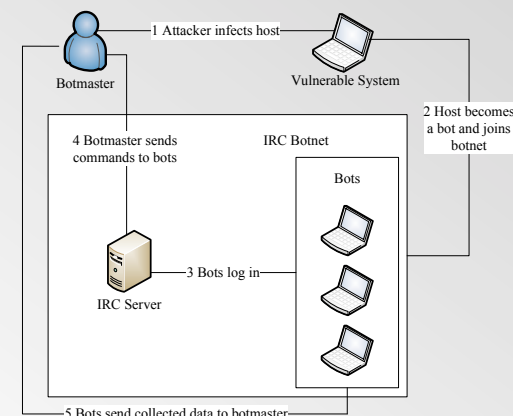 1 Attacker infects host
Botmaster
Vulnerable System
2 Host becomes
a bot and joins
botnet
4 Botmaster sends
commands to bots
IRC Botnet
Bots
3 Bots log in
IRC Server
5 Bots send collected data to botmaster